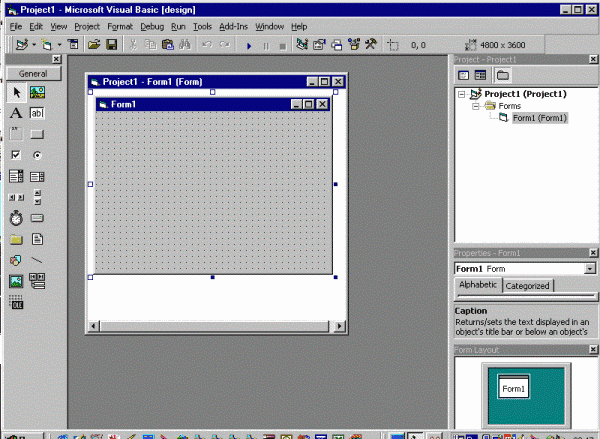 Project1 - Microsoft Visual Basic [design]
File Edit View Project Format Debug Run Tools Add-Ins Window Help
0, 0
4800 x 3600
General
A
ab
OLE
Project1 - Form1 (Form)
Form1
Project - Project1
Project1 (Project1)
Forms
Form1 (Form1)
Properties - Form1
Form1 Form
Alphabetic
Categorized
Caption
Returns/sets the text displayed in an
object's title bar or below an object's
Form Layout
Form1